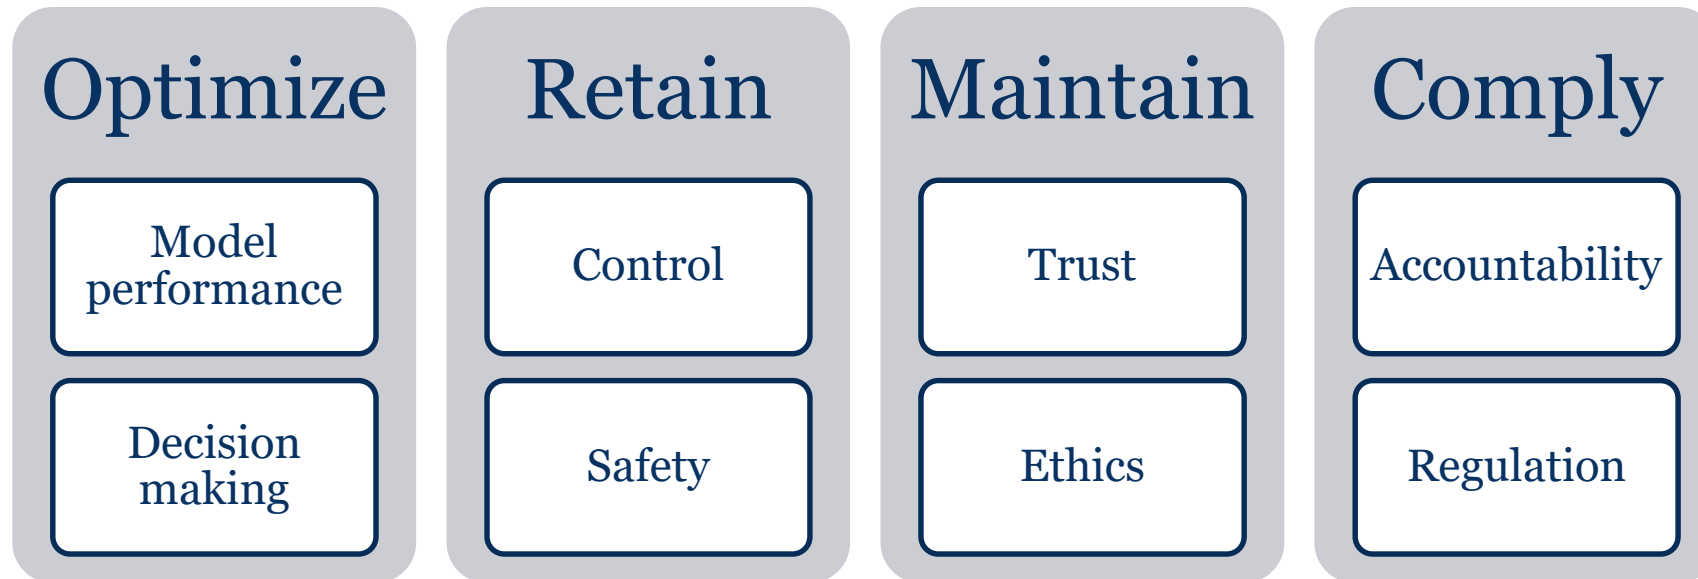 Optimize
Model
performance
Decision
making
Retain
Control
Safety
Maintain
Trust
Ethics
Comply
Accountability
Regulation